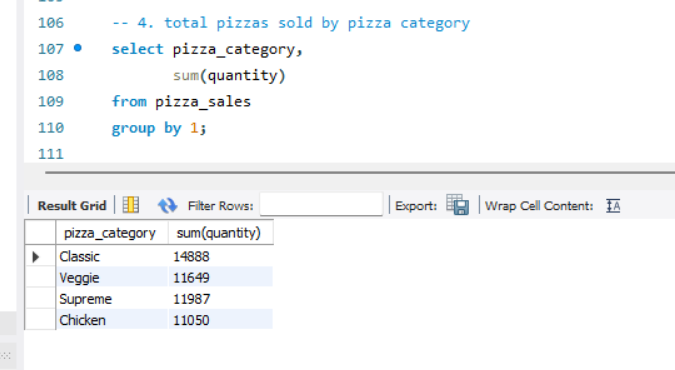 106 -- 4. total pizzas sold by pizza category
107 select pizza_category,
108 sum(quantity)
109 from pizza_sales
110 group by 1;
111
Result Grid Filter Rows: Export: Wrap Cell Content: IA
pizza_category sum(quantity)
Classic 14888
Veggie 11649
Supreme 11987
Chicken 11050